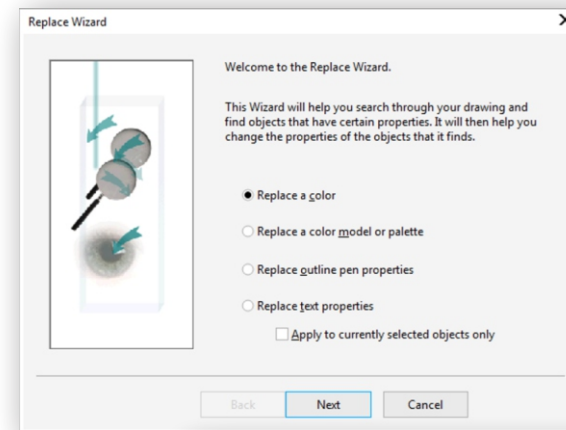 Replace Wizard
Welcome to the Replace Wizard.
This Wizard will help you search through your drawing and
find objects that have certain properties. It will then help you
change the properties of the objects that it finds.
Replace a color
Replace a color model or palette
Replace outline pen properties
Replace text properties
Apply to currently selected objects only
Back Next Cancel